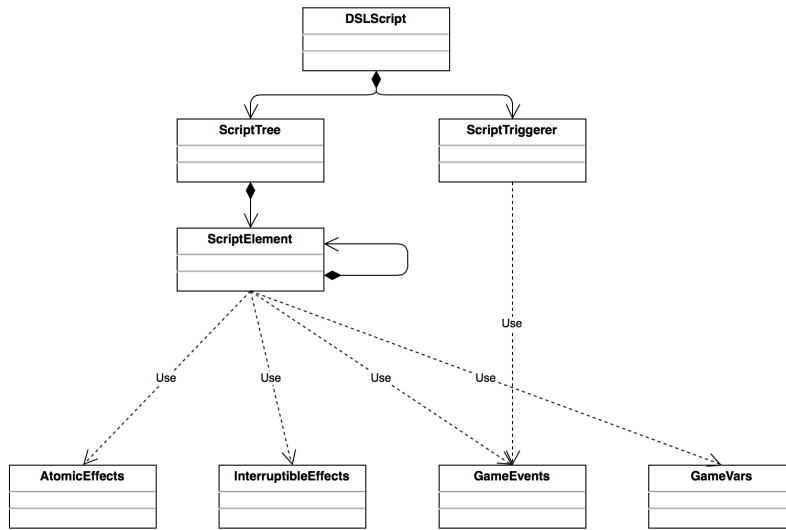 DSLScript
ScriptTree
ScriptTriggerer
ScriptElement
Use
Use
Use
Use
Use
AtomicEffects
InterruptibleEffects
GameEvents
GameVars